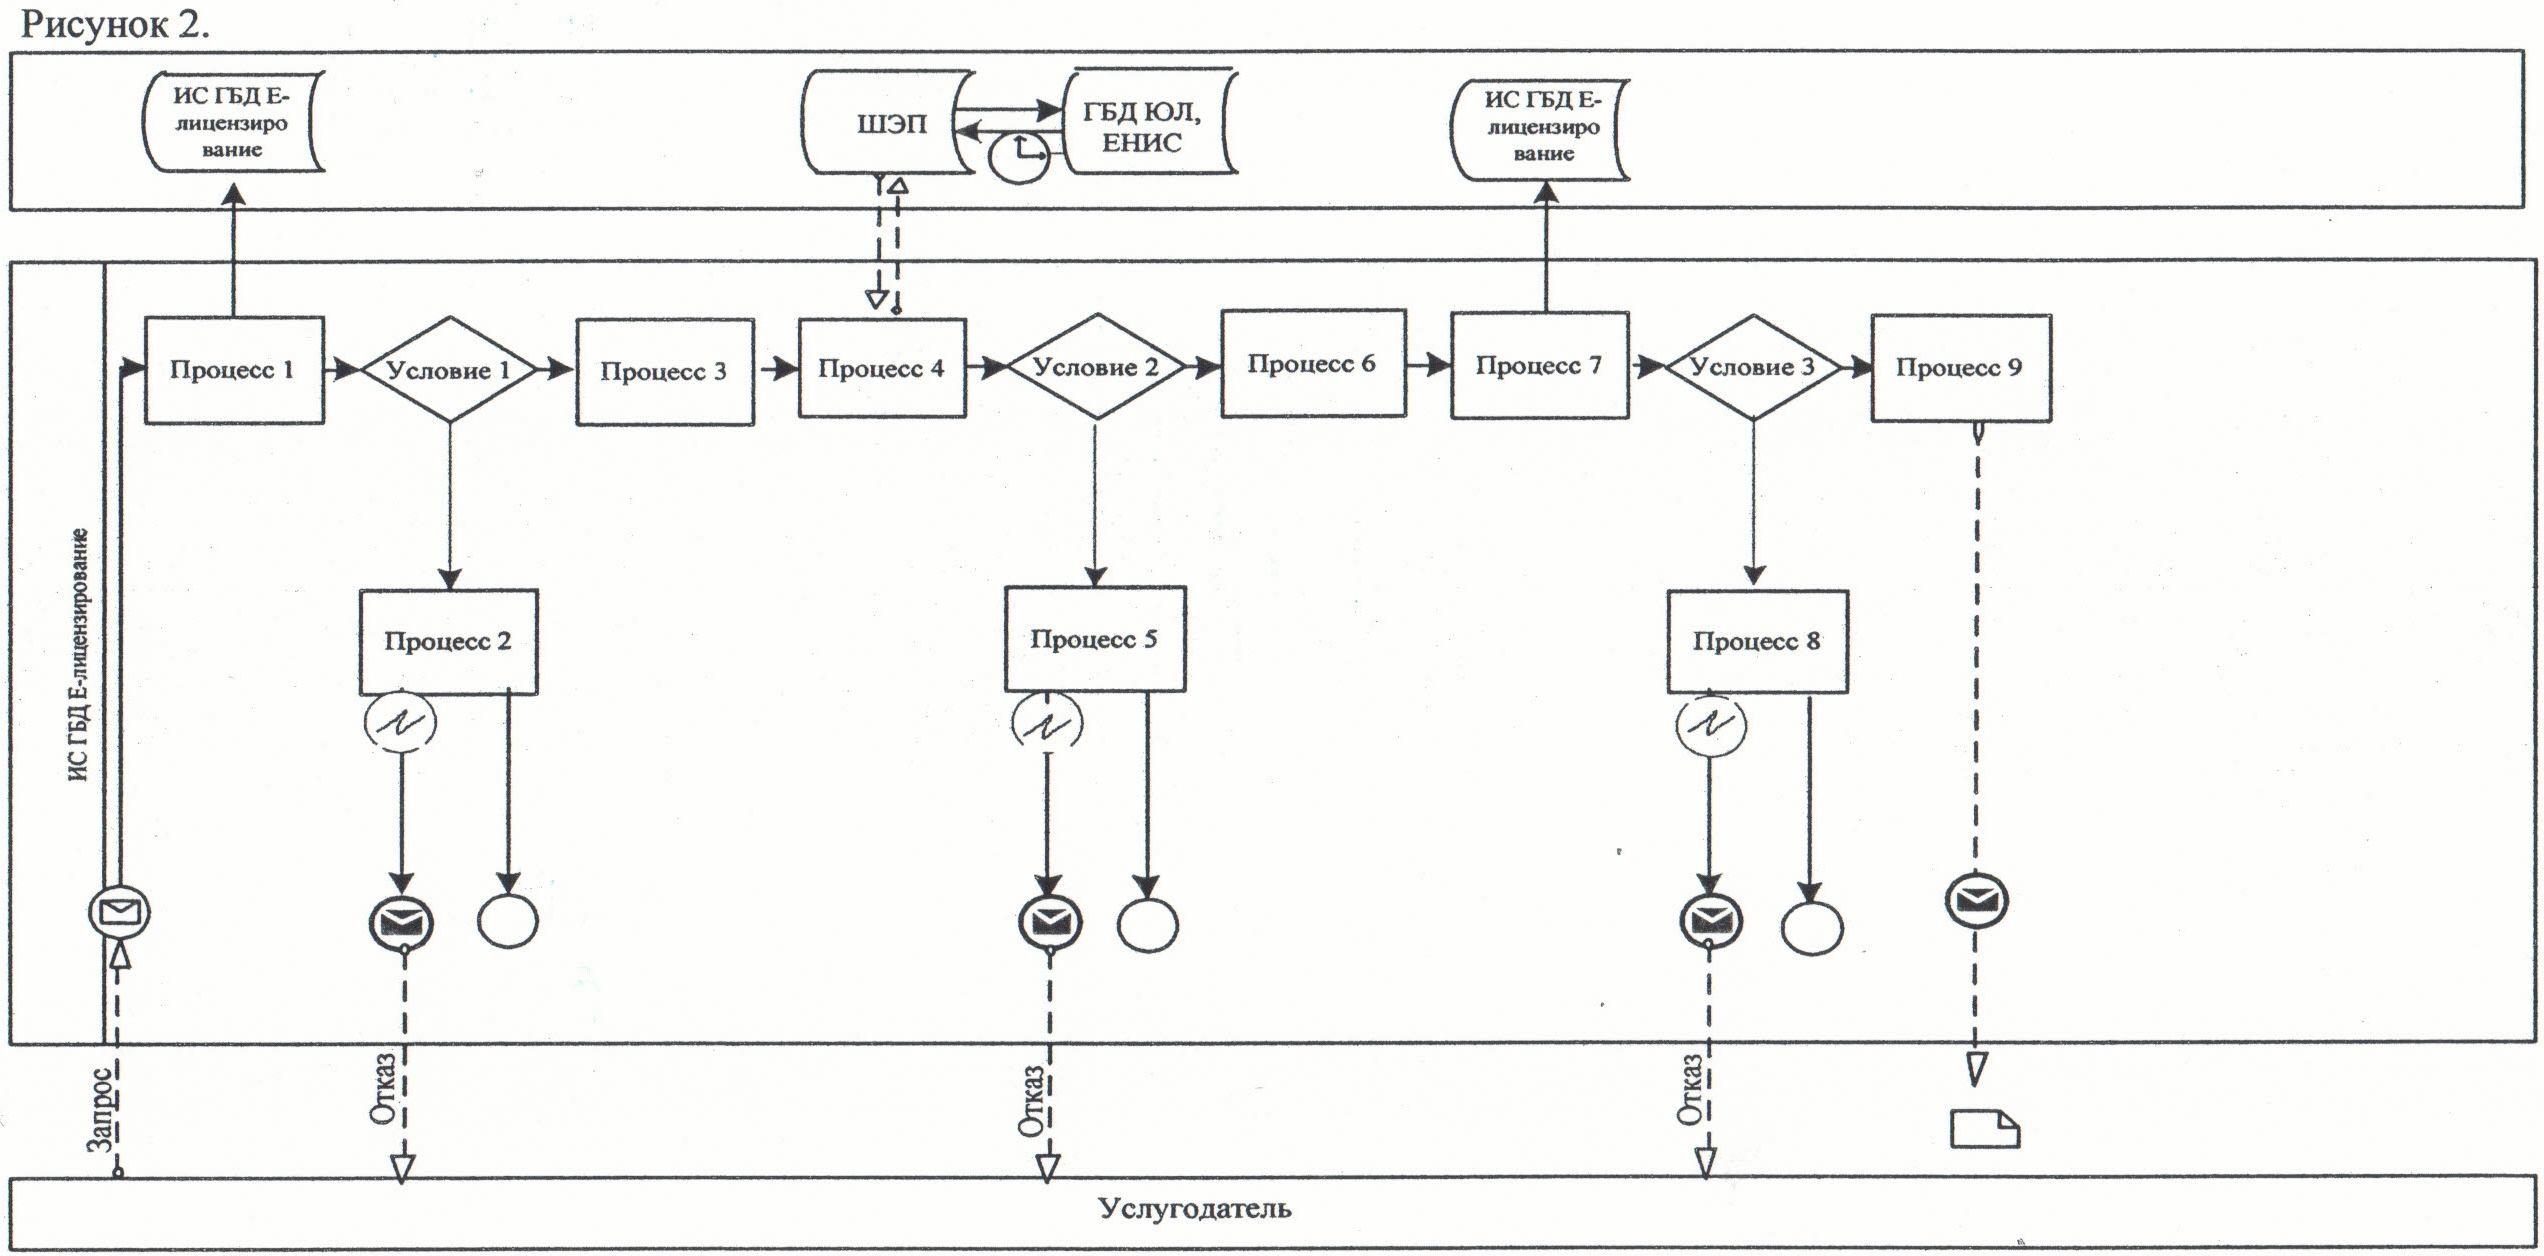 Рисунок 2.
ИС ГБД Е-
лицензиро
вание
ШЭП
ГБД ЮЛ,
ЕНИС
ИС ГБД Е-
лицензиро
вание
ИС ГБД Е-лицензирование
Процесс 1
Условие 1
Процесс 3
Процесс 4
Условие 2
Процесс 6
Процесс 7
Условие 3
Процесс 9
Процесс 2
Процесс 5
Процесс 8
Запрос
Отказ
Отказ
Отказ
Услугодатель